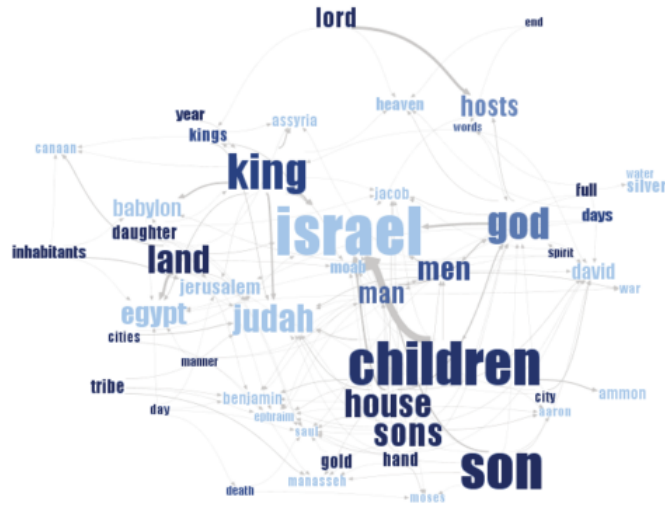 lord
end
heaven
hosts
year
assyria
words
kings
canaan
king
jacob
water
silver
full
babylon
israel
god
days
daughter
inhabitants
land
spirit
moab
men
david
jerusalem
man
war
egypt
judah
cities
manner
children
tribe
benjamin
house
city
ammon
day
ephraim
aaron
saul
sons
gold
hand
son
manasseh
death
moses